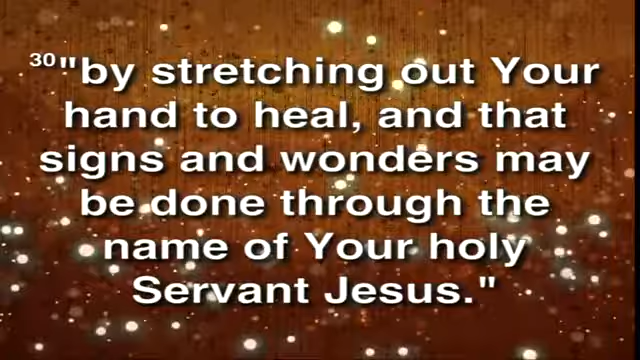 30"by stretching out Your
hand to heal, and that
signs and wonders may
be done through the
name of Your holy
Servant Jesus."